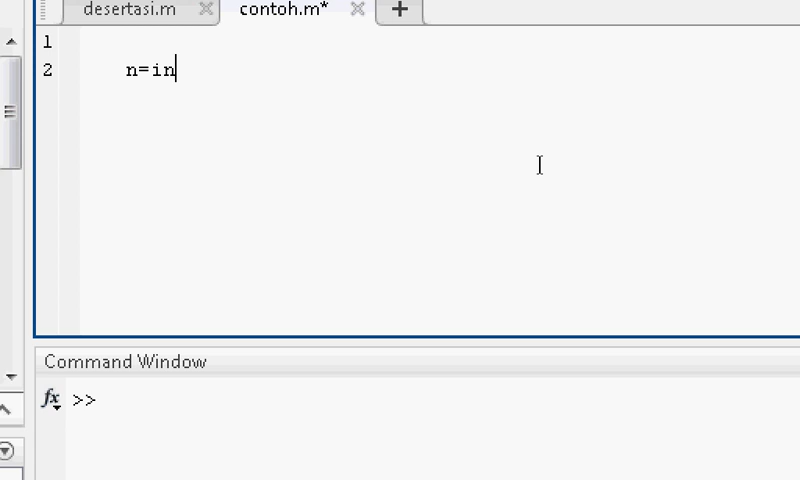 desertasi.m contoh.m*
1
2 n=in
Command Window
fx >>